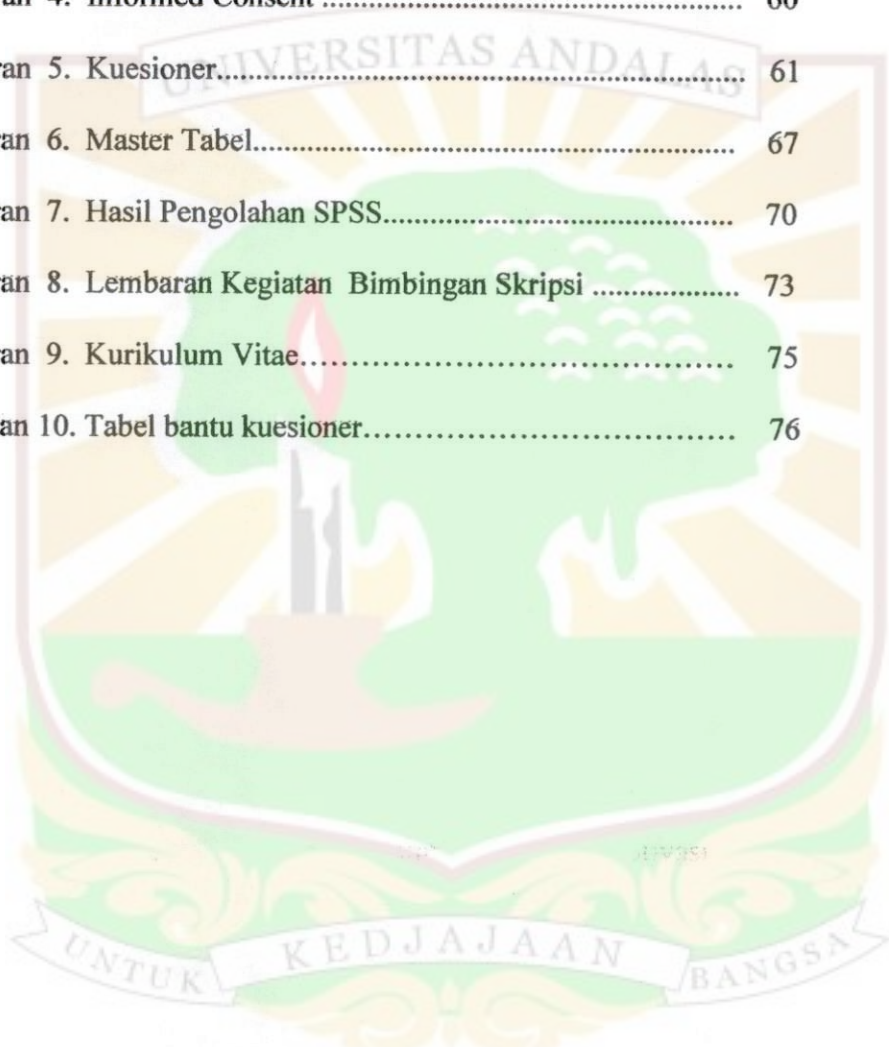 an 4. Informed Consent .......................................................... 60
UNIVERSITAS ANDALAS
ran 5. Kuesioner...................................................................... 61
an 6. Master Tabel................................................................ 67
an 7. Hasil Pengolahan SPSS............................................. 70
an 8. Lembaran Kegiatan Bimbingan Skripsi ................... 73
an 9. Kurikulum Vitae............................................. 75
an 10. Tabel bantu kuesioner...................................... 76
UNTUK KEDJAJAAN BANGSA